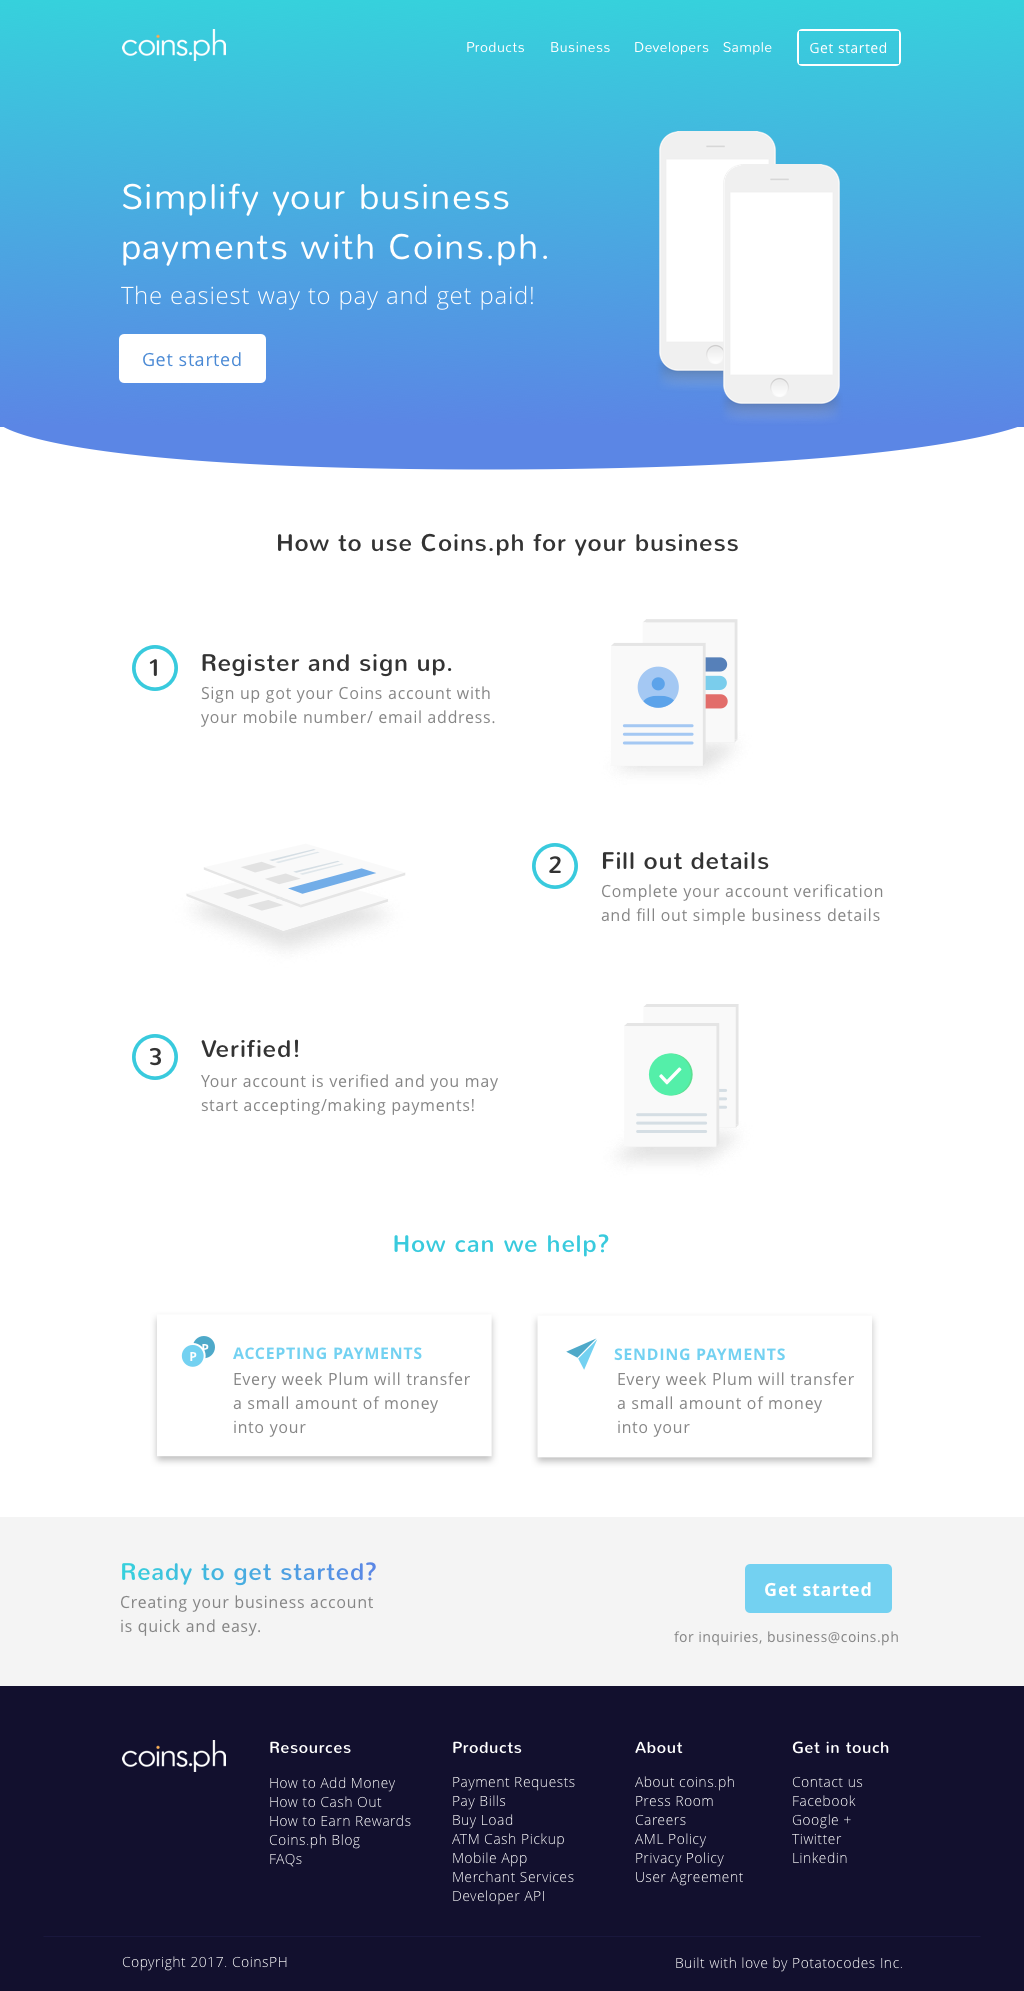 coins.ph
Products Business Developers Sample Get started
Simplify your business
payments with Coins.ph.
The easiest way to pay and get paid!
Get started
How to use Coins.ph for your business
1
Register and sign up.
Sign up got your Coins account with
your mobile number/ email address.
2
Fill out details
Complete your account verification
and fill out simple business details
3
Verified!
Your account is verified and you may
start accepting/making payments!
How can we help?
P
P
ACCEPTING PAYMENTS
Every week Plum will transfer
a small amount of money
into your
SENDING PAYMENTS
Every week Plum will transfer
a small amount of money
into your
Ready to get started?
Creating your business account
is quick and easy.
Get started
for inquiries, business@coins.ph
coins.ph
Resources
How to Add Money
How to Cash Out
How to Earn Rewards
Coins.ph Blog
FAQs
Products
Payment Requests
Pay Bills
Buy Load
ATM Cash Pickup
Mobile App
Merchant Services
Developer API
About
About coins.ph
Press Room
Careers
AML Policy
Privacy Policy
User Agreement
Get in touch
Contact us
Facebook
Google +
Tiwitter
Linkedin
Copyright 2017. CoinsPH
Built with love by Potatocodes Inc.